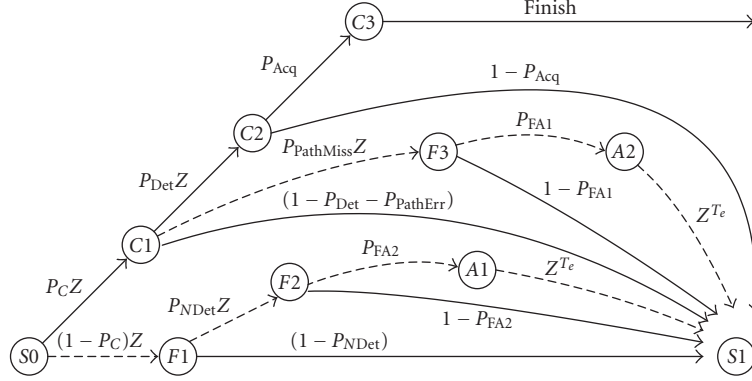 C3
Finish
P_Acq
1 − P_Acq
C2
P_PathMiss Z
F3
P_FA1
A2
P_Det Z
(1 − P_Det − P_PathErr)
1 − P_FA1
Z^{T_e}
C1
P_C Z
P_NDet Z
F2
P_FA2
A1
Z^{T_e}
1 − P_FA2
S0
(1 − P_C)Z
F1
(1 − P_NDet)
S1